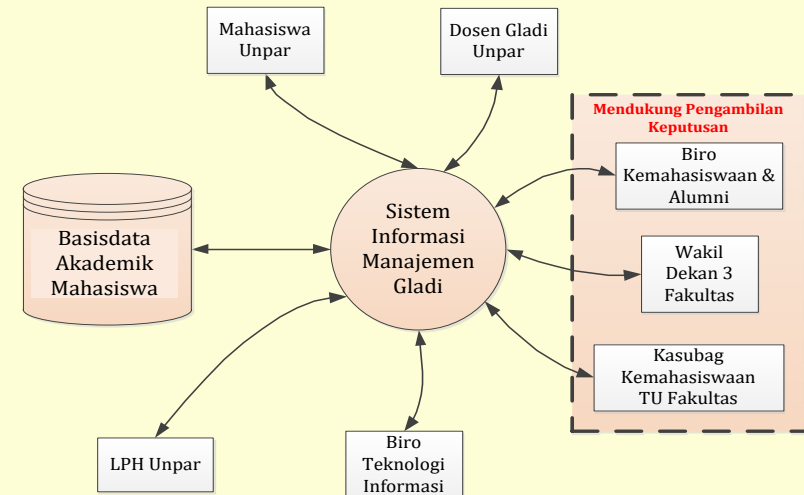 Mahasiswa
Unpar
Dosen Gladi
Unpar
Mendukung Pengambilan
Keputusan
Biro
Kemahasiswaan &
Alumni
Sistem
Informasi
Manajemen
Gladi
Basisdata
Akademik
Mahasiswa
Wakil
Dekan 3
Fakultas
Kasubag
Kemahasiswaan
TU Fakultas
LPH Unpar
Biro
Teknologi
Informasi